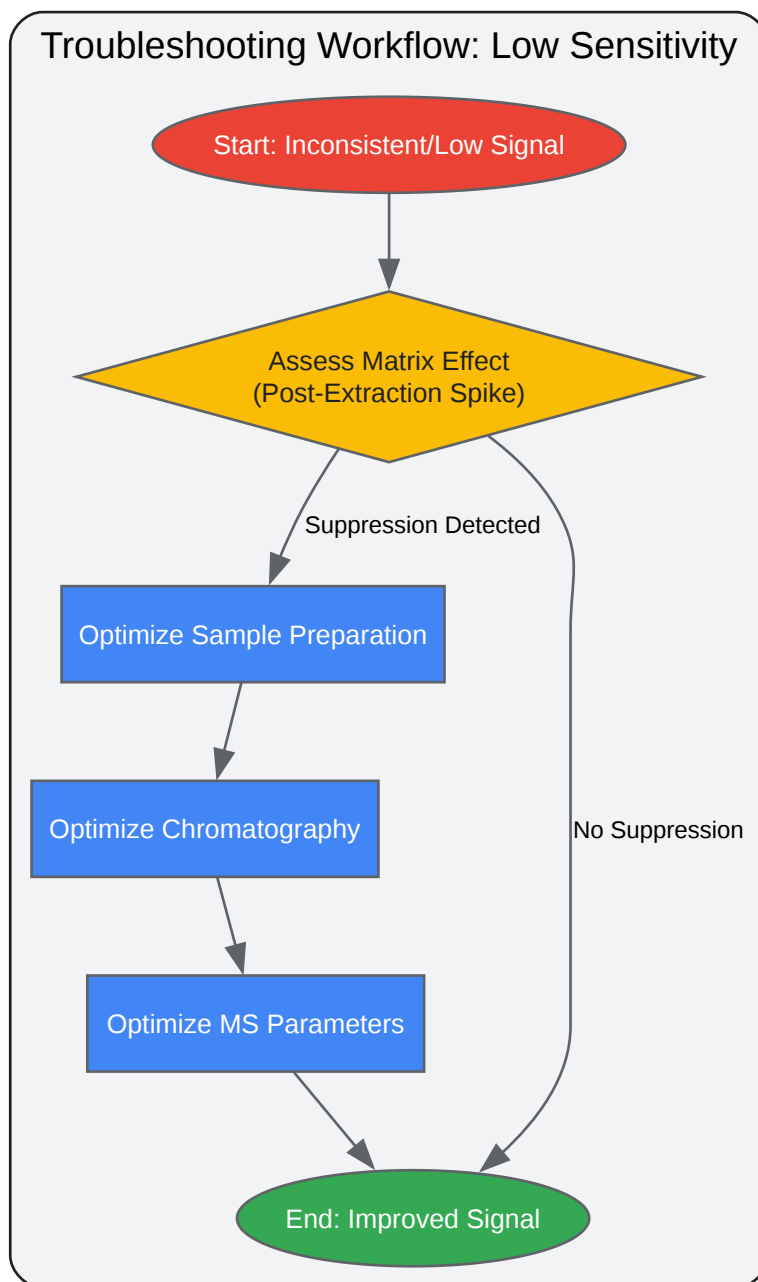 Troubleshooting Workflow: Low Sensitivity
Start: Inconsistent/Low Signal
Assess Matrix Effect
(Post-Extraction Spike)
Suppression Detected
Optimize Sample Preparation
Optimize Chromatography
No Suppression
Optimize MS Parameters
End: Improved Signal